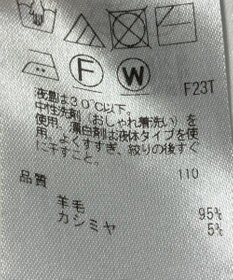 F
W
F23T
液温は30℃以下。
中性洗剤（おしゃれ着洗い）を
使用。漂白剤は液体タイプを使
用。よくすすぎ、絞りの後すぐ
に干すこと。
110
品質
羊毛 95%
カシミヤ 5%